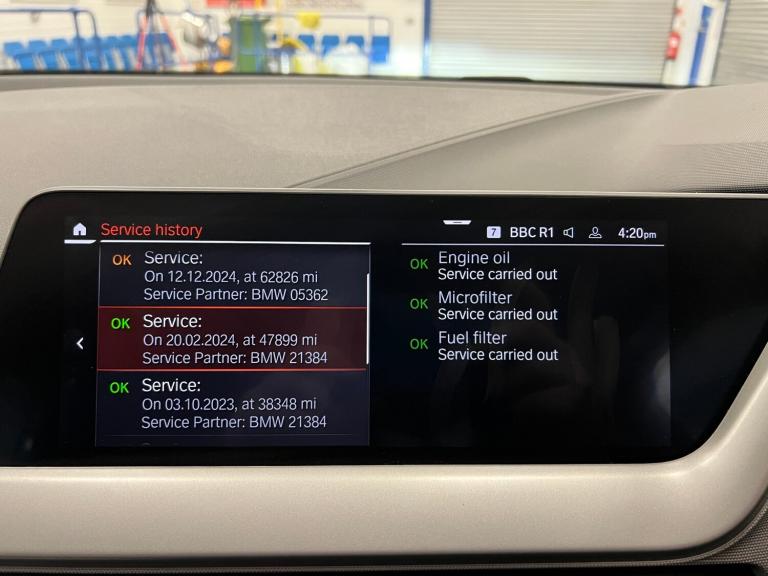 Service history
7 BBC R1 4:20pm
OK Service:
On 12.12.2024, at 62826 mi
Service Partner: BMW 05362
OK Service:
On 20.02.2024, at 47899 mi
Service Partner: BMW 21384
OK Service:
On 03.10.2023, at 38348 mi
Service Partner: BMW 21384
OK Engine oil
Service carried out
OK Microfilter
Service carried out
OK Fuel filter
Service carried out